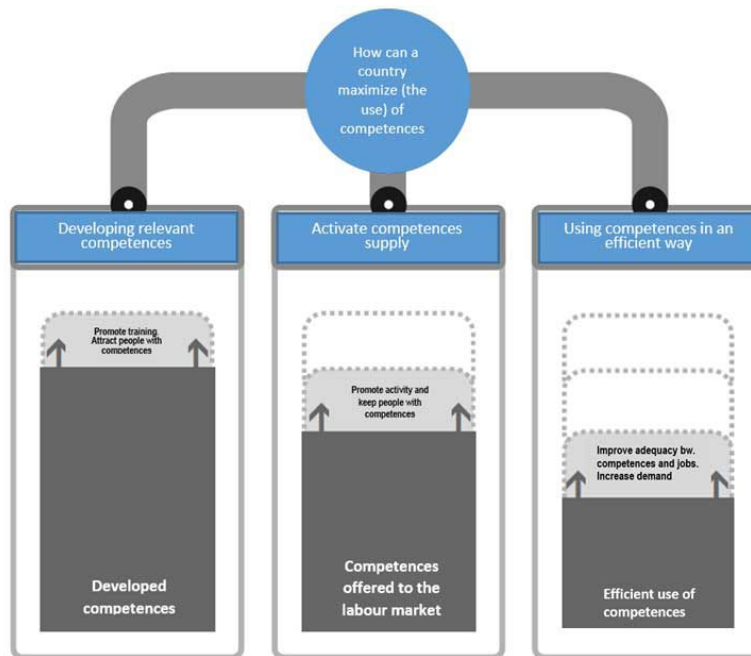 How can a
country
maximize (the
use) of
competences
Developing relevant
competences
Activate competences
supply
Using competences in an
efficient way
Promote training.
Attract people with
competences
Promote activity and
keep people with
competences
Improve adequacy bw.
competences and jobs.
Increase demand
Developed
competences
Competences
offered to the
labour market
Efficient use of
competences